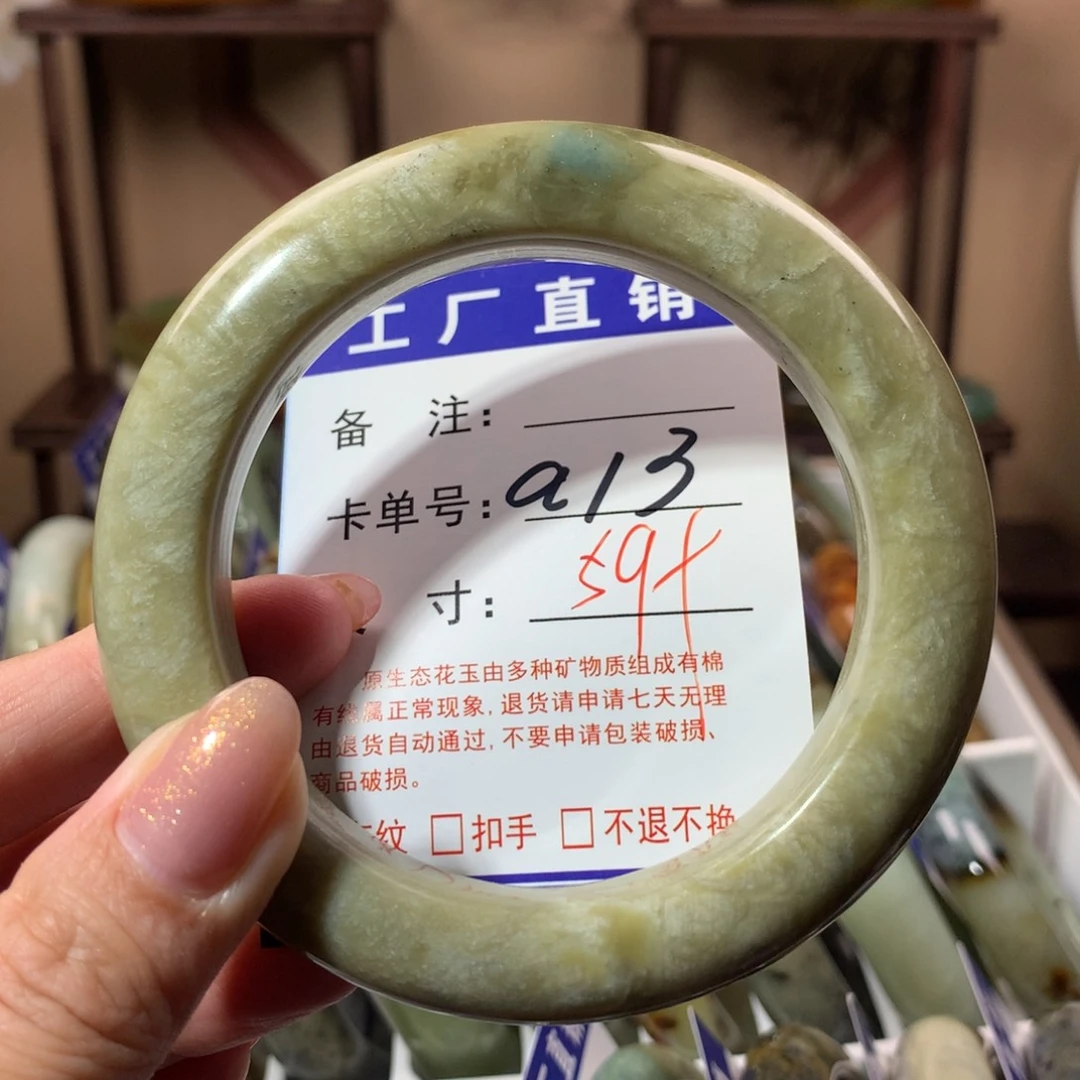 工厂直销
备 注:
卡单号: a13
寸: 59
原生态花玉由多种矿物质组成有棉
有纹属正常现象,退货请申请七天无理
由退货自动通过,不要申请包装破损、
商品破损。
纹 □扣手 □不退不换